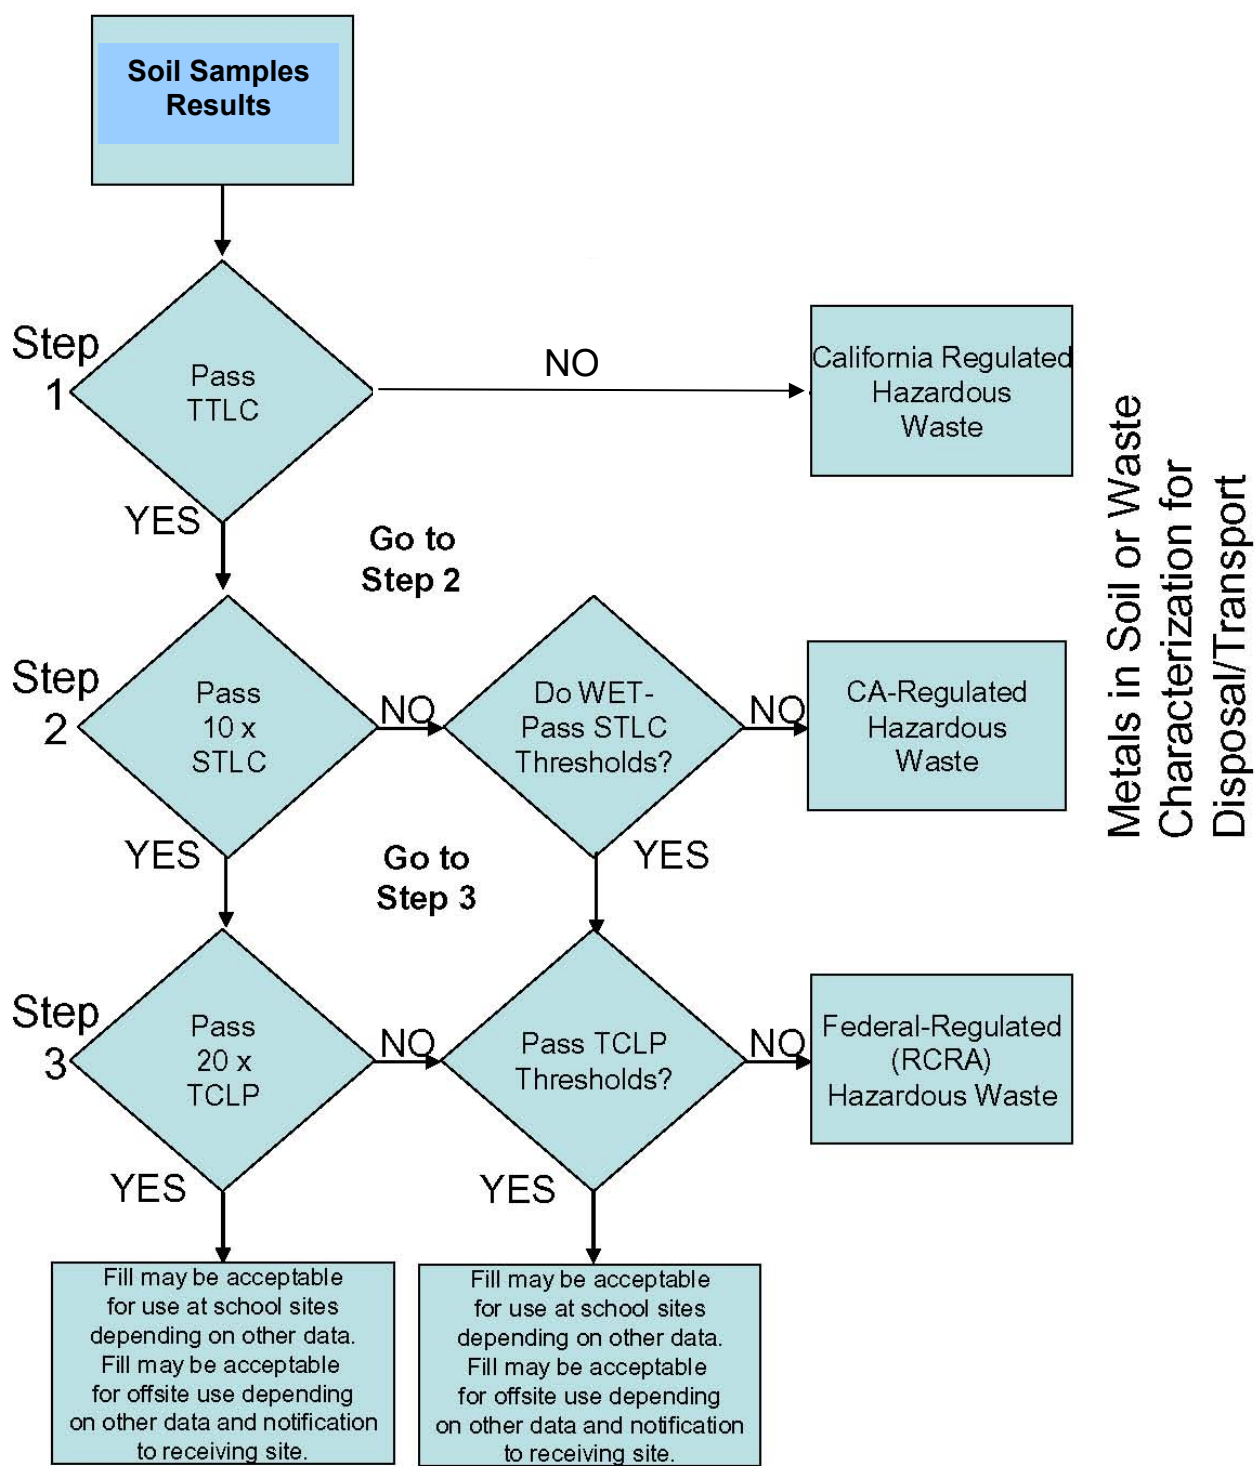 Soil Samples
Results
Step
1
Pass
TTLC
NO
California Regulated
Hazardous
Waste
YES
Go to
Step 2
Step
2
Pass
10 x
STLC
NO
Do WET-
Pass STLC
Thresholds?
NO
CA-Regulated
Hazardous
Waste
YES
Go to
Step 3
YES
Step
3
Pass
20 x
TCLP
NO
Pass TCLP
Thresholds?
NO
Federal-Regulated
(RCRA)
Hazardous Waste
YES
YES
Fill may be acceptable
for use at school sites
depending on other data.
Fill may be acceptable
for offsite use depending
on other data and notification
to receiving site.
Fill may be acceptable
for use at school sites
depending on other data.
Fill may be acceptable
for offsite use depending
on other data and notification
to receiving site.
Metals in Soil or Waste
Characterization for
Disposal/Transport